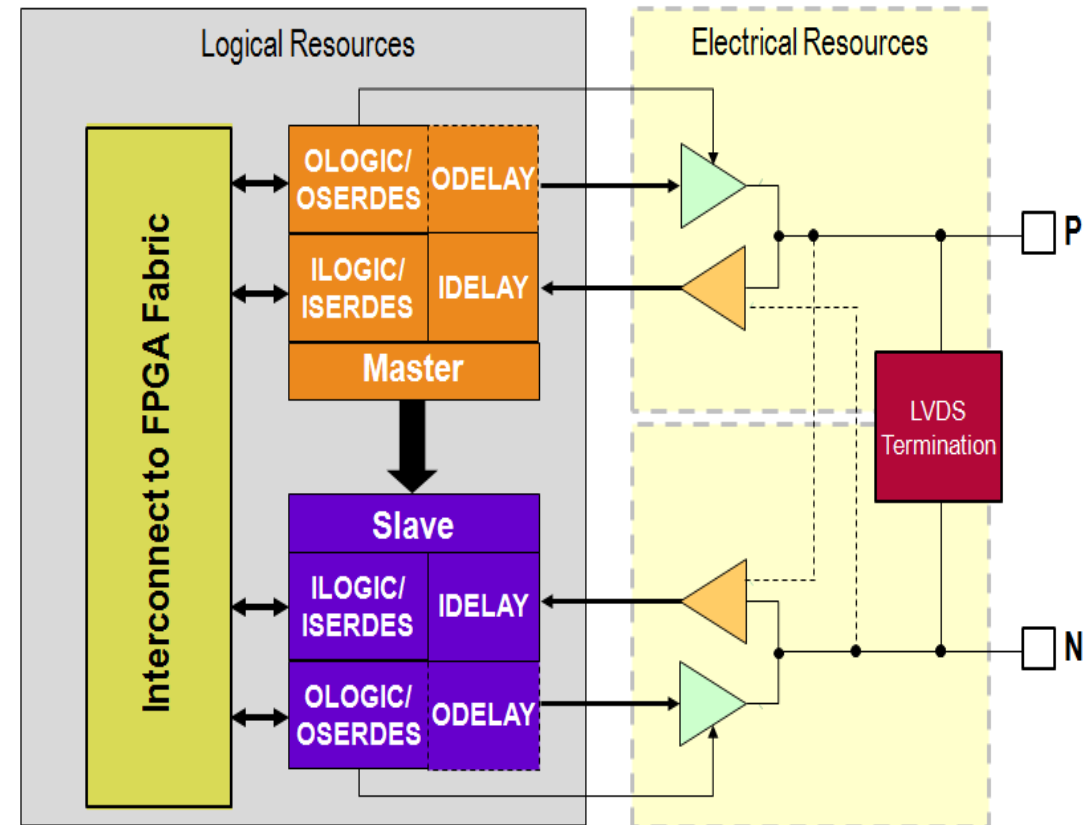 Logical Resources
Electrical Resources
Interconnect to FPGA Fabric
OLOGIC/
OSERDES
ODELAY
ILOGIC/
ISERDES
IDELAY
Master
P
LVDS
Termination
Slave
ILOGIC/
ISERDES
IDELAY
N
OLOGIC/
OSERDES
ODELAY